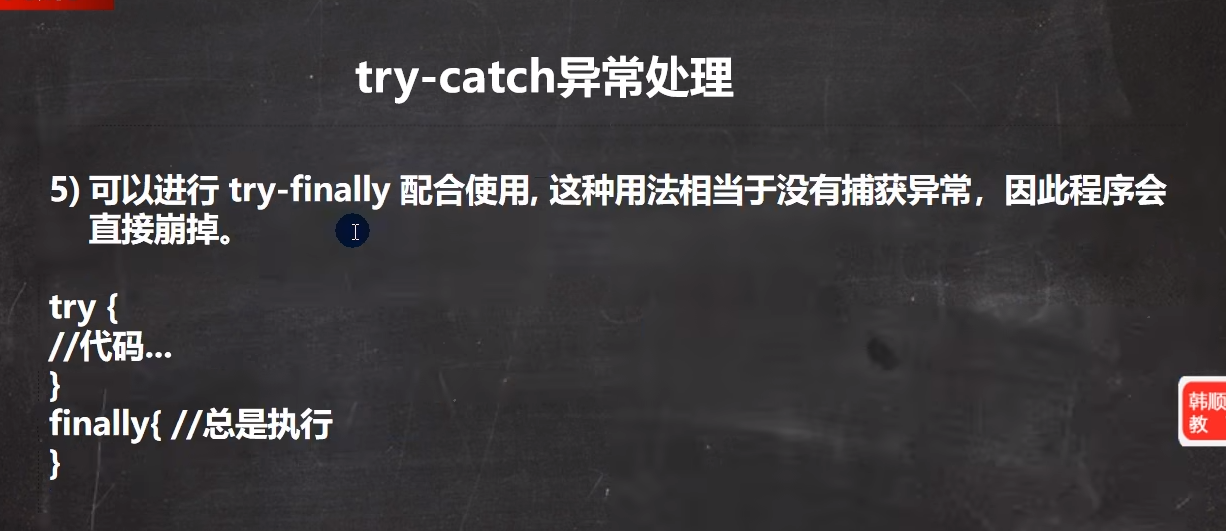 try-catch异常处理
5) 可以进行 try-finally 配合使用, 这种用法相当于没有捕获异常，因此程序会
直接崩掉。
try {
//代码...
}
finally{ //总是执行
}
韩顺
教